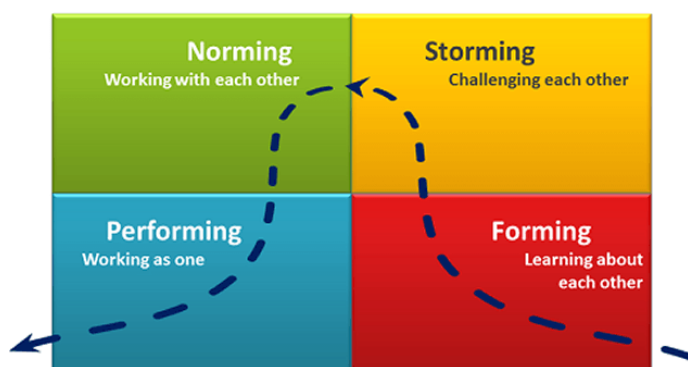 Norming
Working with each other
Storming
Challenging each other
Performing
Working as one
Forming
Learning about
each other